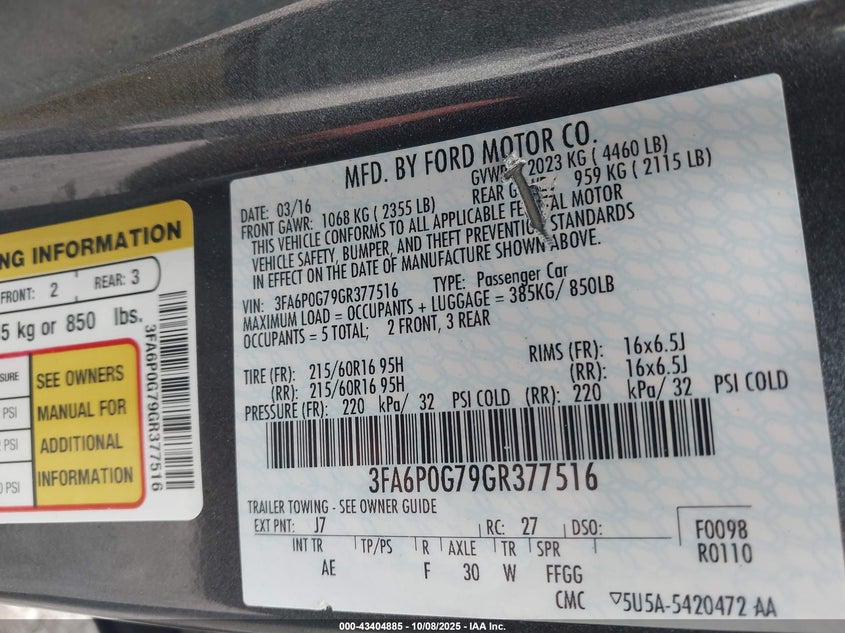 NG INFORMATION
FRONT: 2 REAR: 3
5 kg or 850 lbs.
SURE
PSI
PSI
0 PSI
SEE OWNERS
MANUAL FOR
ADDITIONAL
INFORMATION
3FA6P0G79GR377516
MFD. BY FORD MOTOR CO.
DATE: 03/16 2023 KG ( 4460 LB)
FRONT GAWR: 1068 KG ( 2355 LB) REAR 959 KG ( 2115 LB)
THIS VEHICLE CONFORMS TO ALL APPLICABLE MOTOR
VEHICLE SAFETY, BUMPER, AND THEFT STANDARDS
IN EFFECT ON THE DATE OF MANUFACTURE SHOWN ABOVE.
VIN: 3FA6P0G79GR377516 TYPE: Passenger Car
MAXIMUM LOAD = OCCUPANTS + LUGGAGE = 385KG/ 850LB
OCCUPANTS = 5 TOTAL; 2 FRONT, 3 REAR
TIRE (FR): 215/60R16 95H RIMS (FR): 16x6.5J
(RR): 215/60R16 95H (RR): 16x6.5J
PRESSURE (FR): 220 kPa/ 32 PSI COLD (RR): 220 kPa/ 32 PSI COLD
3FA6P0G79GR377516
TRAILER TOWING - SEE OWNER GUIDE
EXT PNT: J7 RC: 27 DSO: F0098
INT TR TP/PS R AXLE TR SPR R0110
AE F 30 W FFGG
CMC ▽5U5A-5420472 AA
000-43404885 - 10/08/2025 - IAA Inc.